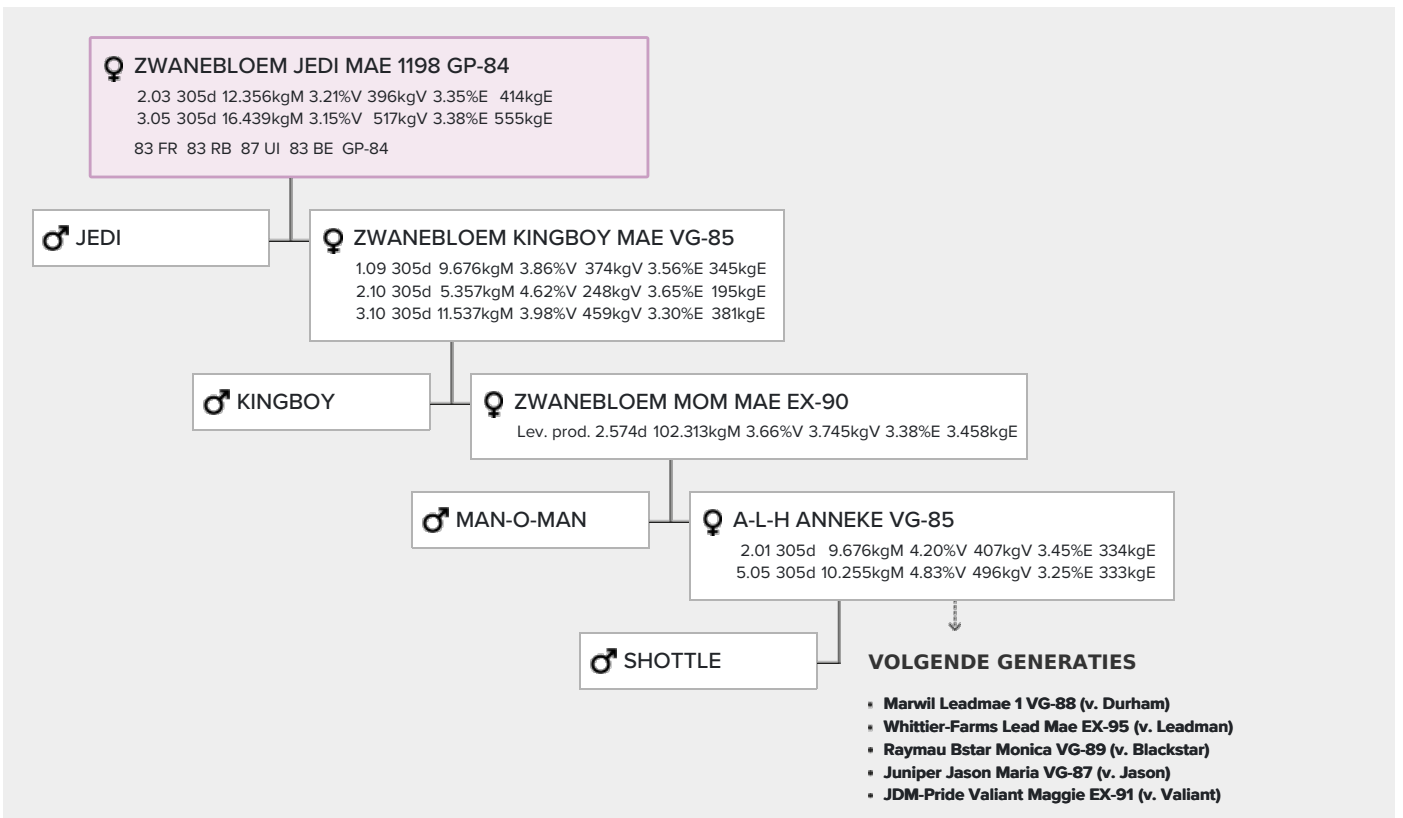 ZWANEBLOEM JEDI MAE 1198 GP-84
2.03 305d 12.356kgM 3.21%V 396kgV 3.35%E 414kgE
3.05 305d 16.439kgM 3.15%V 517kgV 3.38%E 555kgE
83 FR 83 RB 87 UI 83 BE GP-84
JEDI
ZWANEBLOEM KINGBOY MAE VG-85
1.09 305d 9.676kgM 3.86%V 374kgV 3.56%E 345kgE
2.10 305d 5.357kgM 4.62%V 248kgV 3.65%E 195kgE
3.10 305d 11.537kgM 3.98%V 459kgV 3.30%E 381kgE
KINGBOY
ZWANEBLOEM MOM MAE EX-90
Lev. prod. 2.574d 102.313kgM 3.66%V 3.745kgV 3.38%E 3.458kgE
MAN-O-MAN
A-L-H ANNEKE VG-85
2.01 305d 9.676kgM 4.20%V 407kgV 3.45%E 334kgE
5.05 305d 10.255kgM 4.83%V 496kgV 3.25%E 333kgE
SHOTTLE
VOLGENDE GENERATIES
• Marwil Leadmae 1 VG-88 (v. Durham)
• Whittier-Farms Lead Mae EX-95 (v. Leadman)
• Raymau Bstar Monica VG-89 (v. Blackstar)
• Juniper Jason Maria VG-87 (v. Jason)
• JDM-Pride Valiant Maggie EX-91 (v. Valiant)